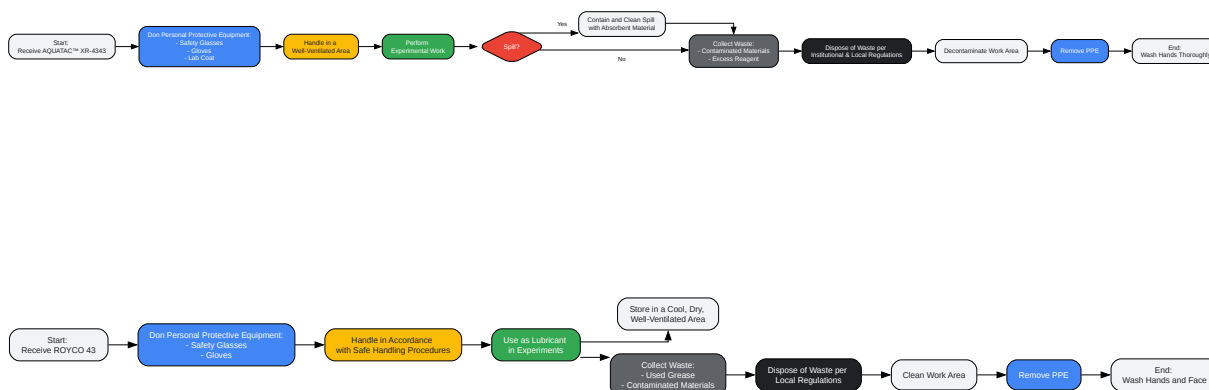 Start:
Receive AQUATAC™ XR-4343
Don Personal Protective Equipment:
- Safety Glasses
- Gloves
- Lab Coat
Handle in a
Well-Ventilated Area
Perform
Experimental Work
Spill?
Yes
Contain and Clean Spill
with Absorbent Material
No
Collect Waste:
- Contaminated Materials
- Excess Reagent
Dispose of Waste per
Institutional & Local Regulations
Decontaminate Work Area
Remove PPE
End:
Wash Hands Thoroughly
Start:
Receive ROYCO 43
Don Personal Protective Equipment:
- Safety Glasses
- Gloves
Handle in Accordance
with Safe Handling Procedures
Use as Lubricant
in Experiments
Store in a Cool, Dry,
Well-Ventilated Area
Collect Waste:
- Used Grease
- Contaminated Materials
Dispose of Waste per
Local Regulations
Clean Work Area
Remove PPE
End:
Wash Hands and Face